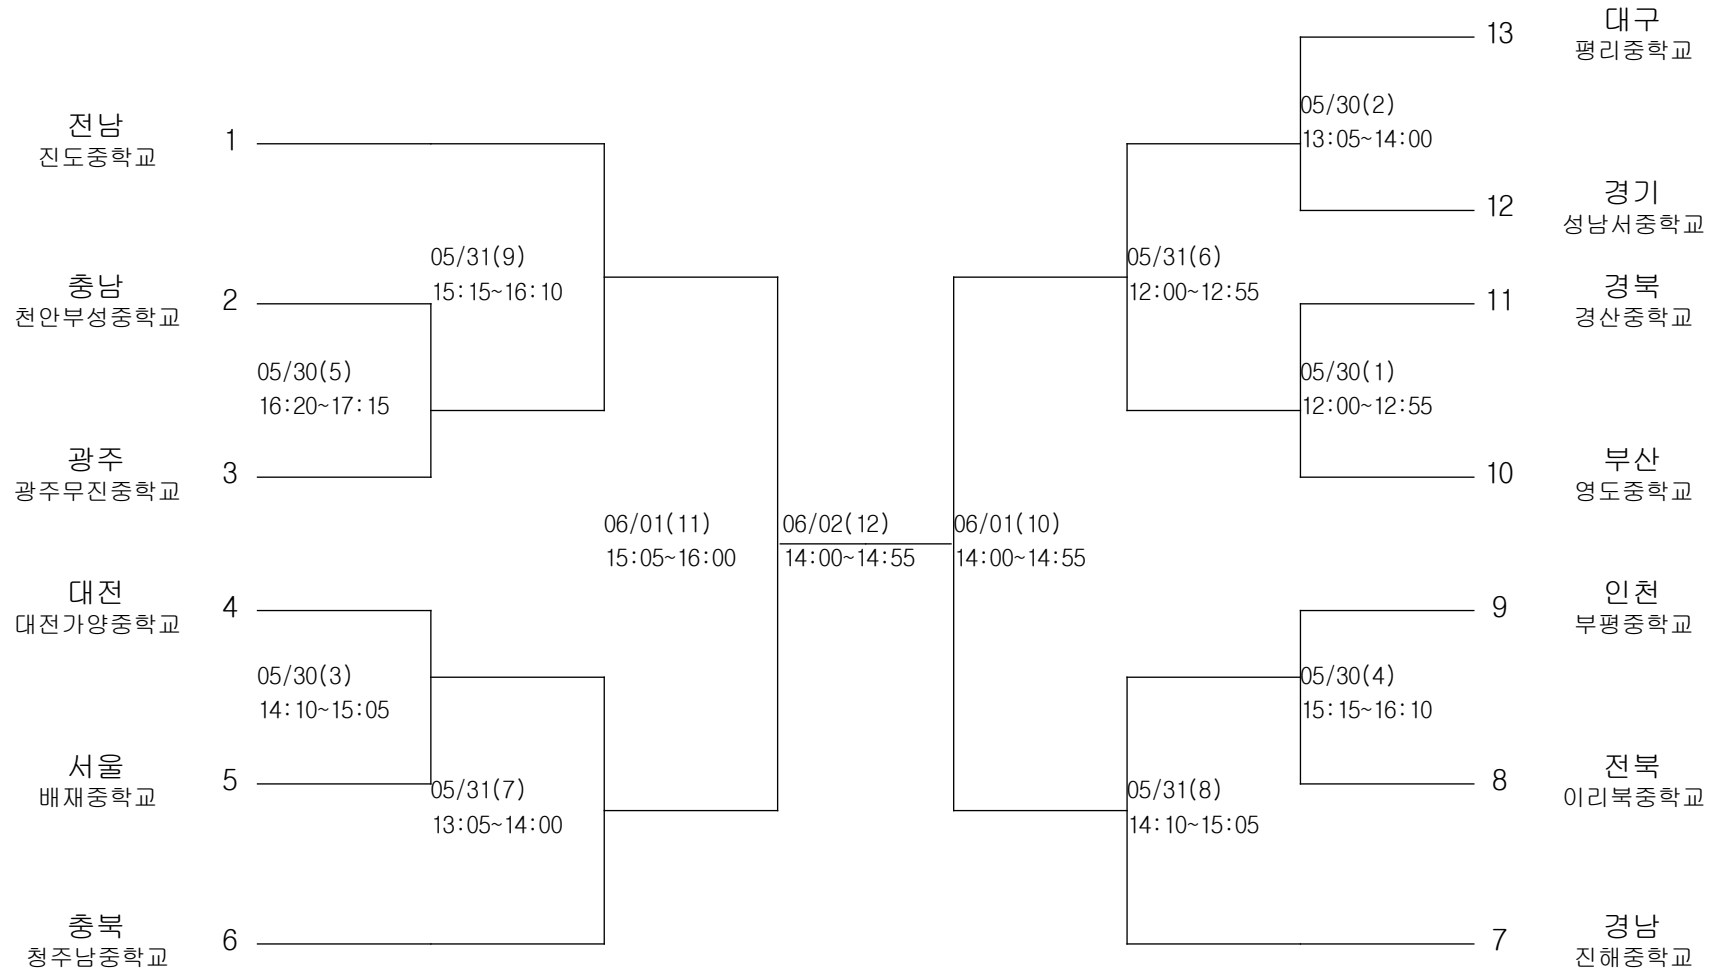 전남
진도중학교
1
충남
천안부성중학교
2
광주
광주무진중학교
3
대전
대전가양중학교
4
서울
배재중학교
5
충북
청주남중학교
6
05/30(5)
16:20~17:15
05/30(3)
14:10~15:05
05/31(9)
15:15~16:10
05/31(7)
13:05~14:00
06/01(11)
15:05~16:00
06/02(12)
14:00~14:55
06/01(10)
14:00~14:55
05/31(6)
12:00~12:55
05/31(8)
14:10~15:05
05/30(2)
13:05~14:00
05/30(1)
12:00~12:55
05/30(4)
15:15~16:10
13
대구
평리중학교
12
경기
성남서중학교
11
경북
경산중학교
10
부산
영도중학교
9
인천
부평중학교
8
전북
이리북중학교
7
경남
진해중학교